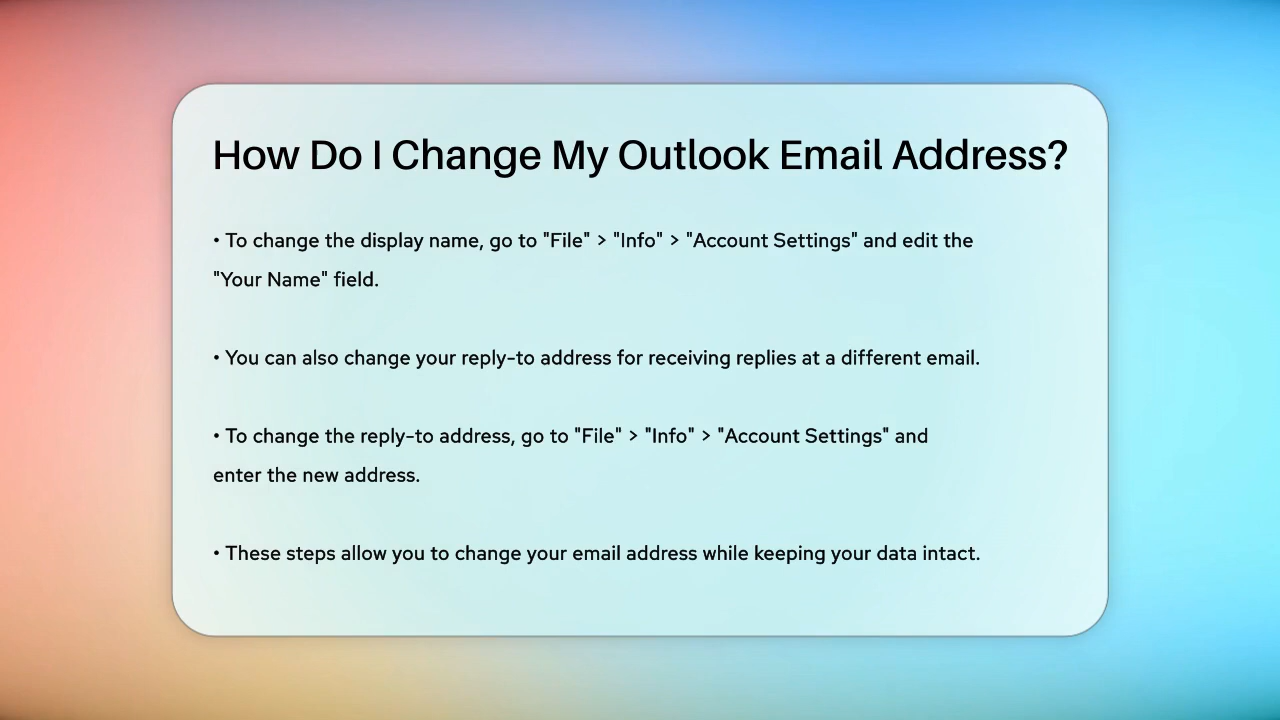 How Do I Change My Outlook Email Address?
• To change the display name, go to "File" > "Info" > "Account Settings" and edit the
"Your Name" field.
• You can also change your reply-to address for receiving replies at a different email.
• To change the reply-to address, go to "File" > "Info" > "Account Settings" and
enter the new address.
• These steps allow you to change your email address while keeping your data intact.